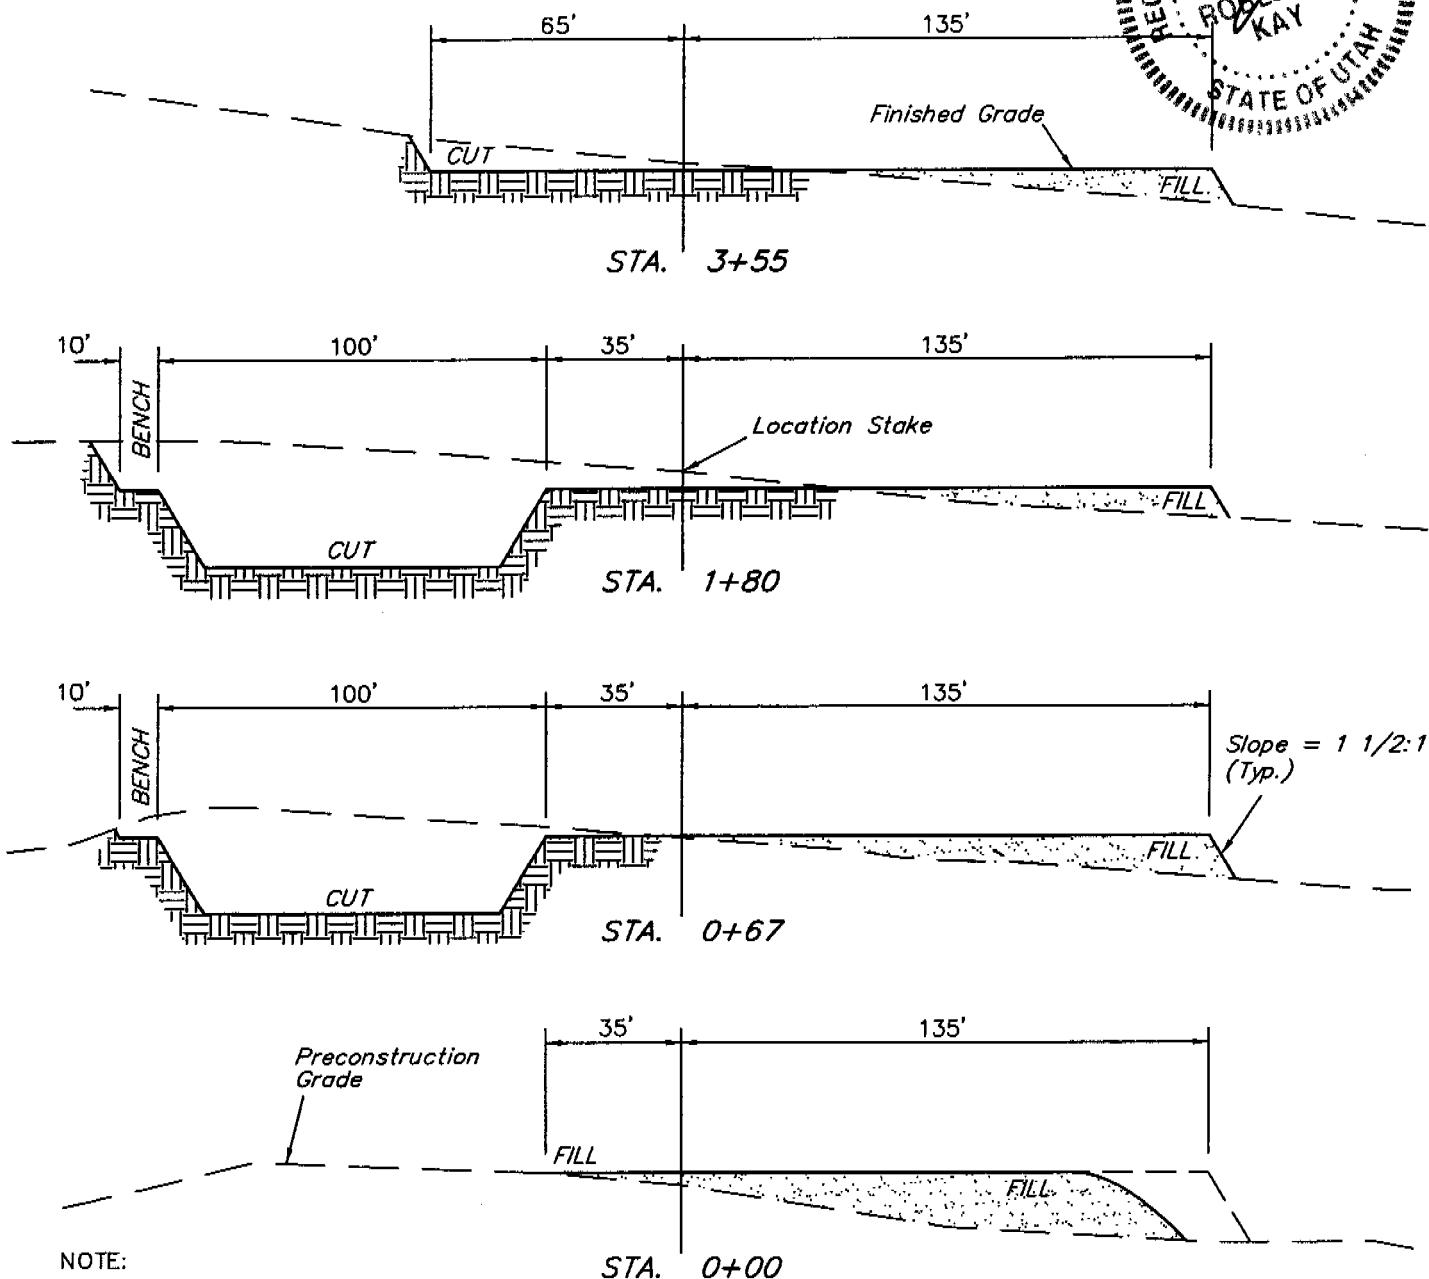 65'
135'
KAY
STATE OF UTAH
Finished Grade
CUT
FILL
STA. 3+55
10'
100'
35'
135'
BENCH
Location Stake
FILL
CUT
STA. 1+80
10'
100'
35'
135'
BENCH
Slope = 1 1/2:1
(Typ.)
FILL
CUT
STA. 0+67
35'
135'
Preconstruction
Grade
FILL
FILL
NOTE:
STA. 0+00